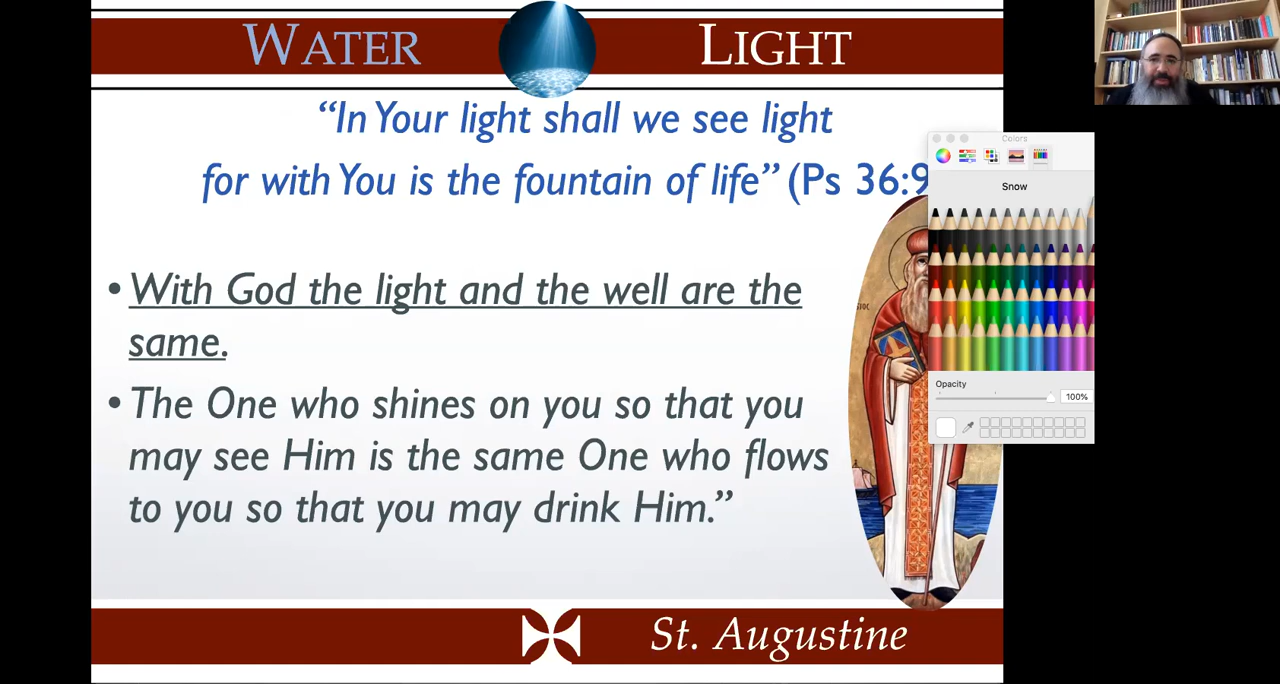 WATER LIGHT
“In Your light shall we see light
for with You is the fountain of life” (Ps 36:9
• With God the light and the well are the
same.
• The One who shines on you so that you
may see Him is the same One who flows
to you so that you may drink Him.”
St. Augustine
Colors
Snow
Opacity
100%